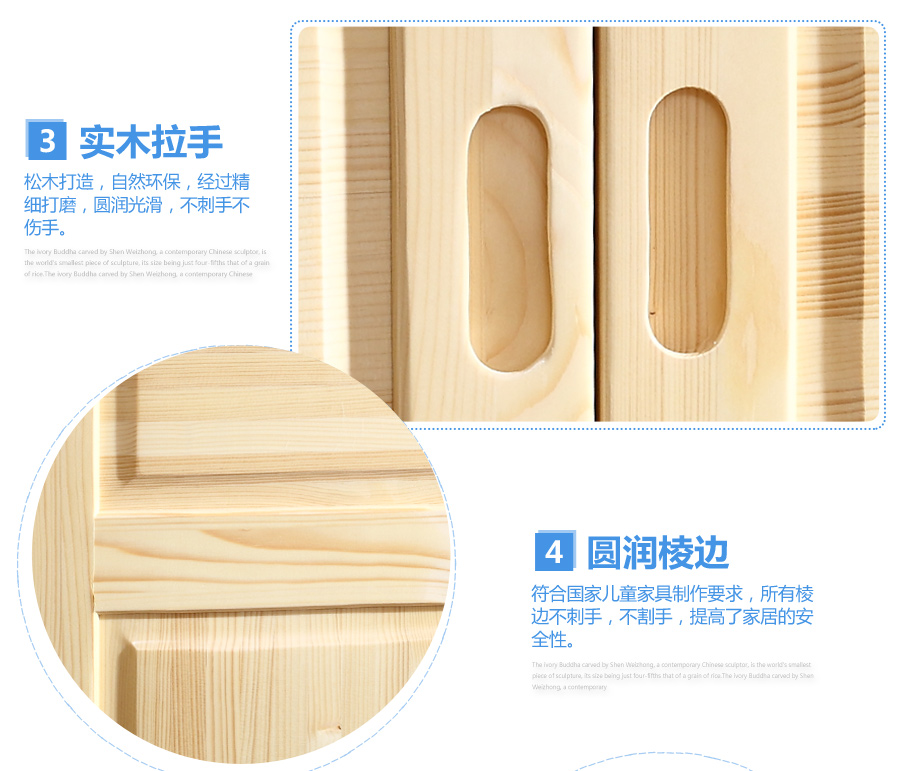 3 实木拉手
松木打造，自然环保，经过精
细打磨，圆润光滑，不刺手不
伤手。
The ivory Buddha carved by Shen Weizhong, a contemporary Chinese sculptor, is
the world's smallest piece of sculpture, its size being just four-fifths that of a grain
of rice.The ivory Buddha carved by Shen Weizhong, a contemporary Chinese
4 圆润棱边
符合国家儿童家具制作要求，所有棱
边不刺手，不割手，提高了家居的安
全性。
The ivory Buddha carved by Shen Weizhong, a contemporary Chinese sculptor, is the world's smallest
piece of sculpture, its size being just four-fifths that of a grain of rice.The ivory Buddha carved by Shen
Weizhong, a contemporary